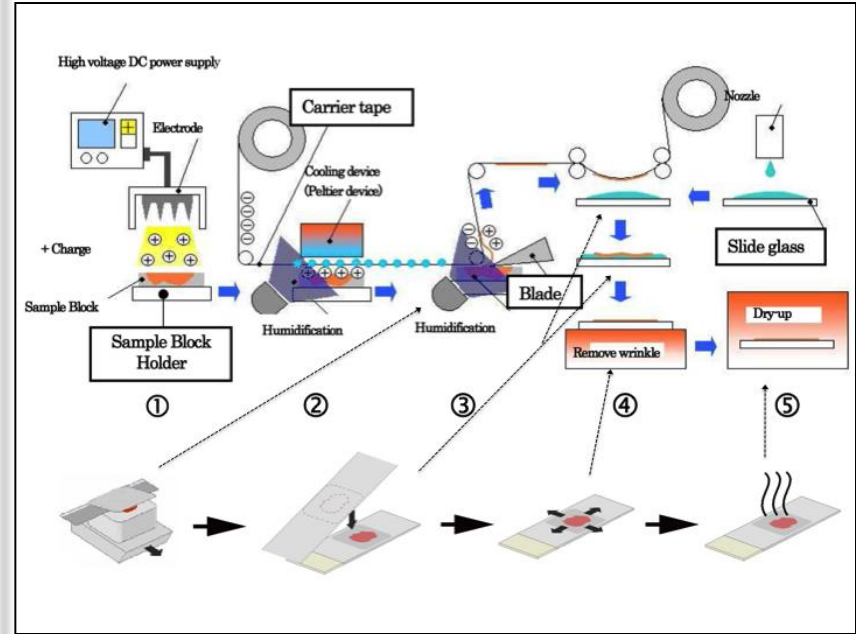 High voltage DC power supply
Electrode
+ Charge
Sample Block
Sample Block
Holder
Carrier tape
Cooling device
(Peltier device)
Humidification
Humidification
Blade
Nozzle
Slide glass
Remove wrinkle
Dry-up
①
②
③
④
⑤